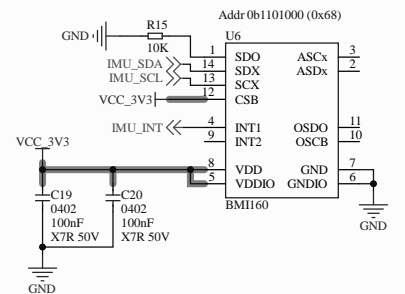 Addr 0b1101000 (0x68)
R15
GND
10K
U6
1 SDO ASCx 3
IMU_SDA 14 SDX ASDx 2
IMU_SCL 13 SCX
VCC_3V3 12 CSB
IMU_INT 4 INT1 OSDO 11
9 INT2 OSCB 10
VCC_3V3
8 VDD GND 7
5 VDDIO GNDIO 6
BMI160
C19 C20
0402 0402
100nF 100nF
X7R 50V X7R 50V
GND
GND